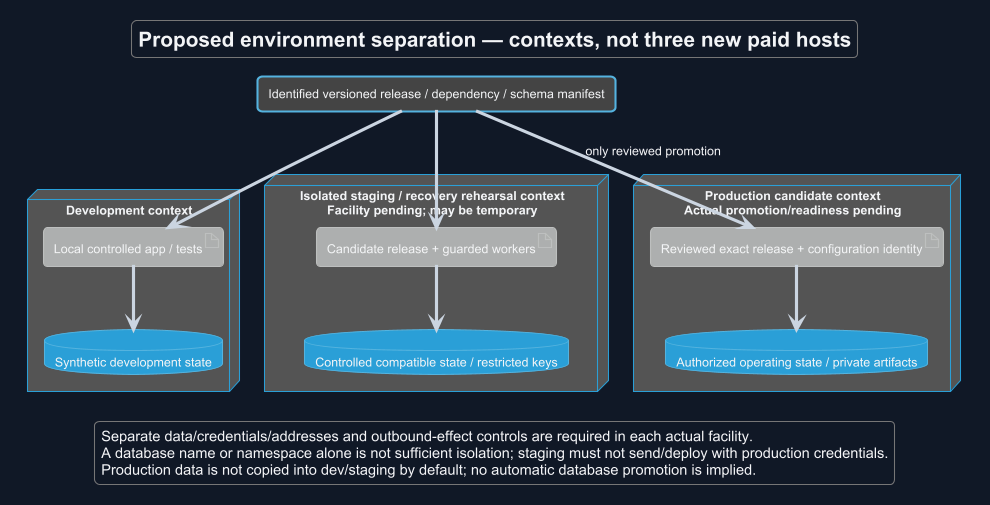 Proposed environment separation — contexts, not three new paid hosts
Identified versioned release / dependency / schema manifest
only reviewed promotion
Development context
Local controlled app / tests
Synthetic development state
Isolated staging / recovery rehearsal context
Facility pending; may be temporary
Candidate release + guarded workers
Controlled compatible state / restricted keys
Production candidate context
Actual promotion/readiness pending
Reviewed exact release + configuration identity
Authorized operating state / private artifacts
Separate data/credentials/addresses and outbound-effect controls are required in each actual facility.
A database name or namespace alone is not sufficient isolation; staging must not send/deploy with production credentials.
Production data is not copied into dev/staging by default; no automatic database promotion is implied.